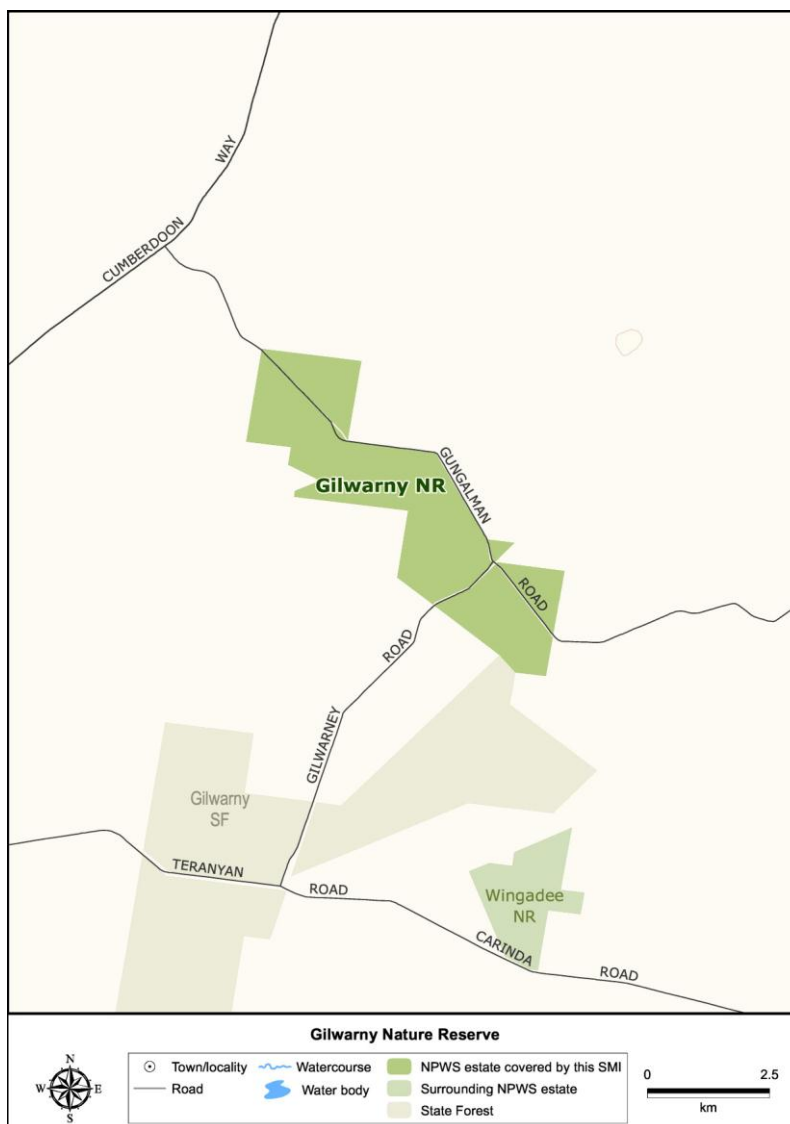 WAY
CUMBERDOON
GUNGALMAN
Gilwarny NR
ROAD
ROAD
GILWARNEY
Gilwarny
SF
TERANYAN
ROAD
Wingadee
NR
CARINDA
ROAD
Gilwarny Nature Reserve
N
W E
S
Town/locality
Road
Watercourse
Water body
NPWS estate covered by this SMI
Surrounding NPWS estate
State Forest
0 2.5
km